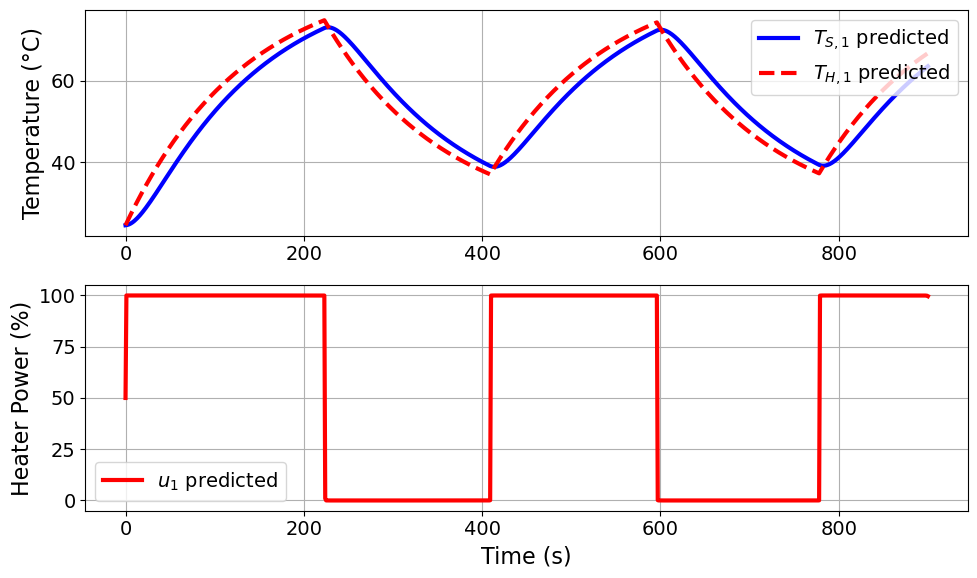 Temperature (°C)
60
40
T_{S,1} predicted
T_{H,1} predicted
0 200 400 600 800
Heater Power (%)
100
75
50
25
0
u_1 predicted
0 200 400 600 800
Time (s)